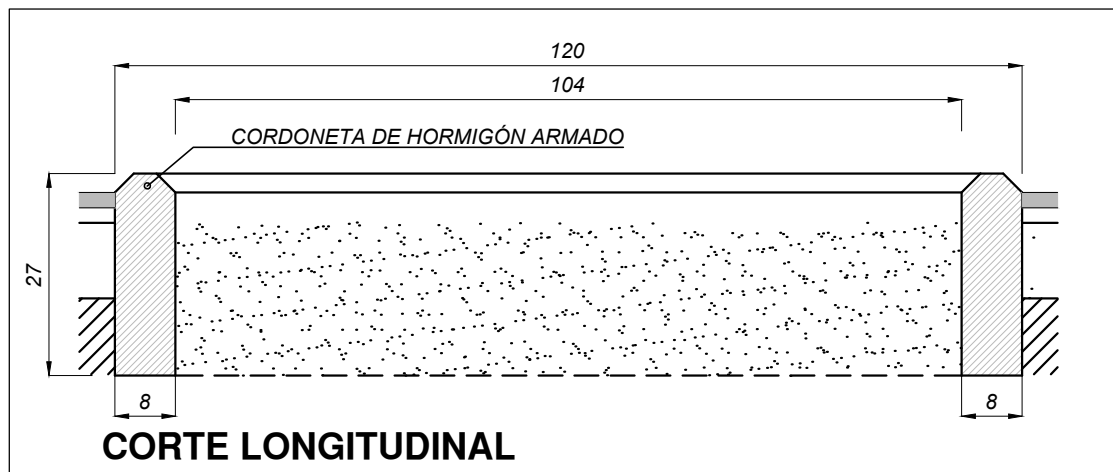 120
104
CORDONETA DE HORMIGÓN ARMADO
27
8
8
CORTE LONGITUDINAL